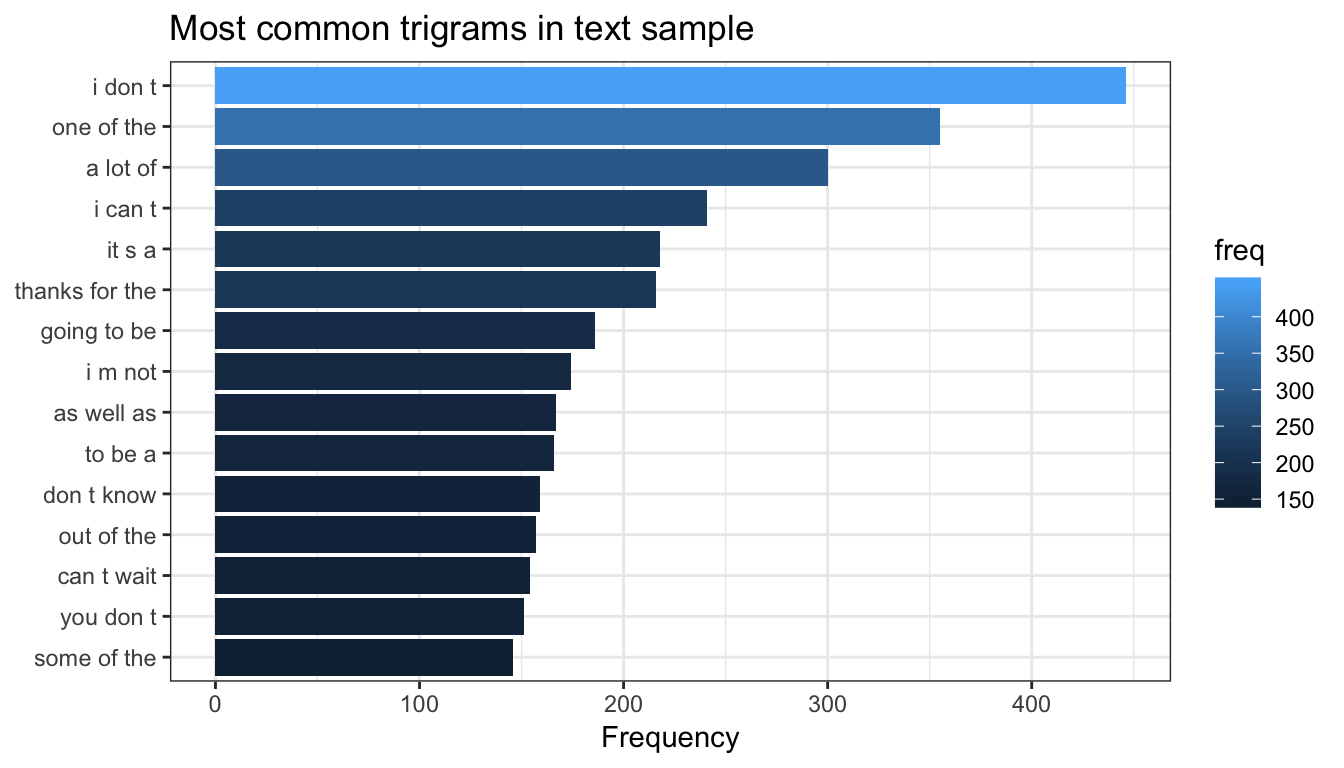 Most common trigrams in text sample
i don t
one of the
a lot of
i can t
it s a
thanks for the
going to be
i m not
as well as
to be a
don t know
out of the
can t wait
you don t
some of the
0 100 200 300 400
Frequency
freq
400
350
300
250
200
150